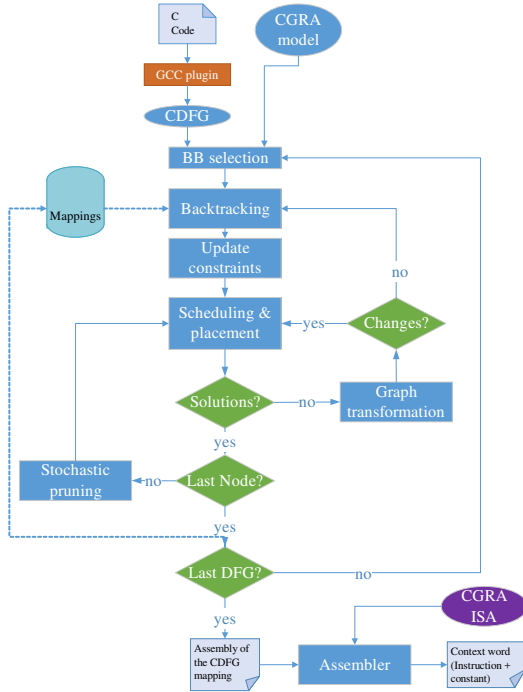 C
Code
CGRA
model
GCC plugin
CDFG
BB selection
Mappings
Backtracking
Update
constraints
no
Scheduling &
placement
yes
Changes?
Solutions?
no
Graph
transformation
yes
Stochastic
pruning
no
Last Node?
yes
Last DFG?
no
yes
CGRA
ISA
Assembly of
the CDFG
mapping
Assembler
Context word
(Instruction +
constant)